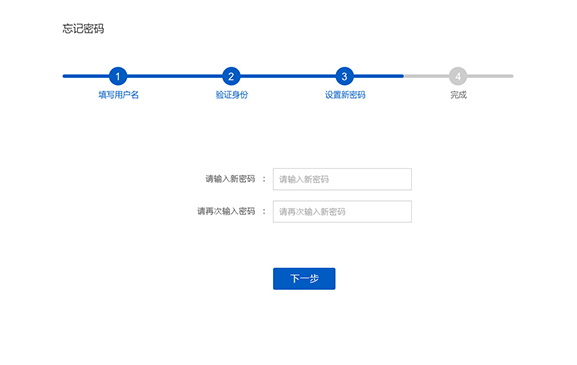 忘记密码
1 2 3 4
填写用户名 验证身份 设置新密码 完成
请输入新密码 : 请输入新密码
请再次输入密码 : 请再次输入新密码
下一步